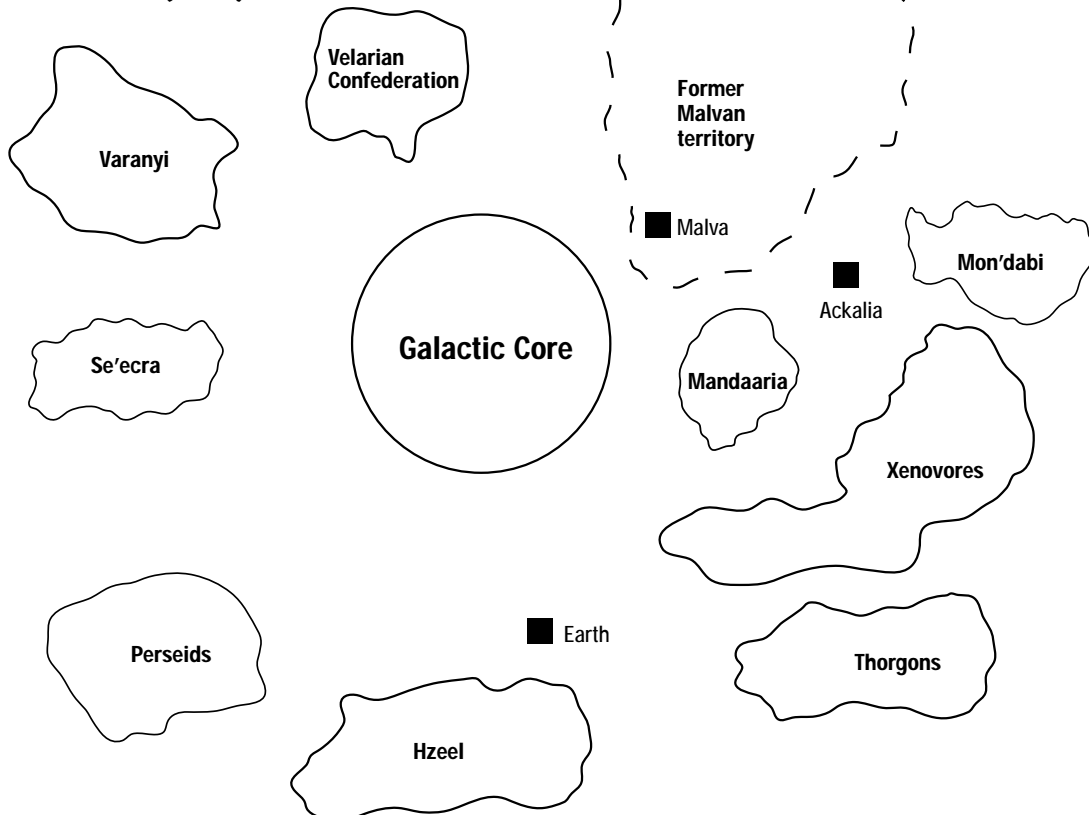 Velarian
Confederation
Former
Malvan
territory
Varanyi
Malva
Mon'dabi
Ackalia
Galactic Core
Se'ecra
Mandaaria
Xenovores
Earth
Perseids
Thorgons
Hzeel